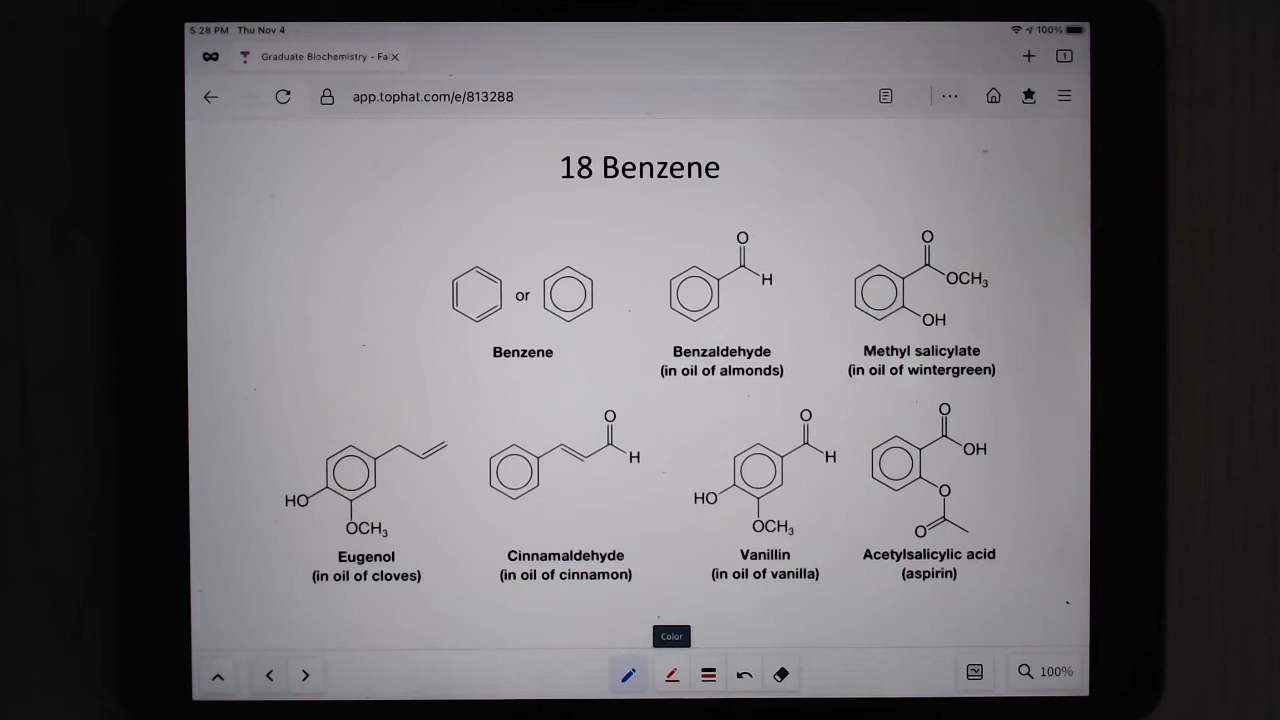 5:28 PM Thu Nov 4
100%
Graduate Biochemistry - Fa
1
app.tophat.com/e/813288
18 Benzene
or
Benzene
O
H
Benzaldehyde
(in oil of almonds)
O
OCH3
OH
Methyl salicylate
(in oil of wintergreen)
HO
OCH3
Eugenol
(in oil of cloves)
O
H
Cinnamaldehyde
(in oil of cinnamon)
O
H
HO
OCH3
Vanillin
(in oil of vanilla)
O
OH
O
O
Acetylsalicylic acid
(aspirin)
Color
100%